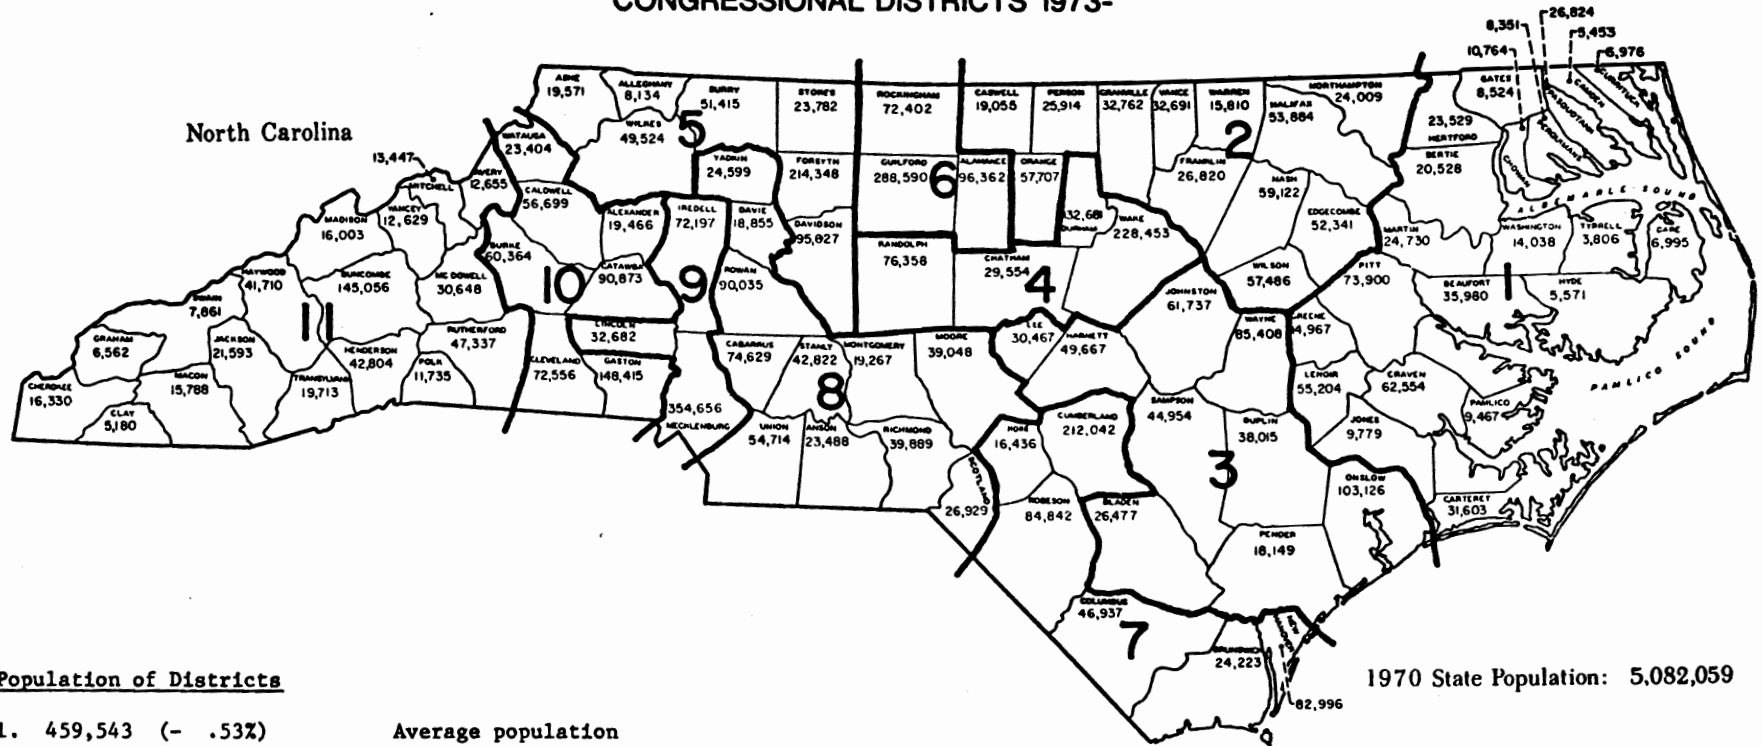 CONGRESSIONAL DISTRICTS 1973-
North Carolina
26,824
8,351
5,453
10,764
6,976
ASHE
19,571
ALLEGHANY
8,134
SURRY
51,415
STOKES
23,782
ROCKINGHAM
72,402
CASWELL
19,055
PERSON
25,914
GRANVILLE
32,762
VANCE
32,691
WARREN
15,810
HALIFAX
53,884
NORTHAMPTON
24,009
GATES
8,524
CURRITUCK
CAMDEN
PASQUOTANK
PERQUIMANS
CHOWAN
23,529
HERTFORD
BERTIE
20,528
13,447
MITCHELL
AVERY
12,655
WATAUGA
23,404
WILKES
49,524
5
YADKIN
24,599
FORSYTH
214,348
GUILFORD
288,590
6
ALAMANCE
96,362
ORANGE
57,707
DURHAM
WAKE
228,453
FRANKLIN
26,820
2
NASH
59,122
EDGECOMBE
52,341
MARTIN
24,730
ALBEMARLE SOUND
WASHINGTON
14,038
TYRRELL
3,806
DARE
6,995
MADISON
16,003
YANCEY
12,629
CALDWELL
56,699
ALEXANDER
19,466
IREDELL
72,197
DAVIE
18,855
DAVIDSON
95,627
RANDOLPH
76,358
CHATHAM
29,554
4
JOHNSTON
61,737
WILSON
57,486
PITT
73,900
BEAUFORT
35,980
1
HYDE
5,571
HAYWOOD
41,710
BUNCOMBE
145,056
MC DOWELL
30,648
BURKE
60,364
10
CATAWBA
90,873
9
ROWAN
90,035
SWAIN
7,861
11
GRAHAM
6,562
JACKSON
21,593
HENDERSON
42,804
RUTHERFORD
47,337
POLK
11,735
CLEVELAND
72,556
LINCOLN
32,682
GASTON
148,415
CABARRUS
74,629
STANLY
42,822
MONTGOMERY
19,267
MOORE
39,048
LEE
30,467
HARNETT
49,667
WAYNE
85,408
GREENE
LENOIR
55,204
CRAVEN
62,554
PAMLICO
9,467
PAMLICO SOUND
CHEROKEE
16,330
CLAY
5,180
MACON
15,788
TRANSYLVANIA
19,713
354,656
MECKLENBURG
8
UNION
54,714
ANSON
23,488
RICHMOND
39,889
SCOTLAND
26,929
HOKE
16,436
CUMBERLAND
212,042
SAMPSON
44,954
DUPLIN
38,015
3
JONES
9,779
ONSLOW
103,126
CARTERET
31,603
ROBESON
84,842
BLADEN
26,477
PENDER
18,149
COLUMBUS
46,937
7
BRUNSWICK
24,223
NEW HANOVER
82,996
1970 State Population: 5,082,059
Population of Districts
1. 459,543 (- .53%) Average population